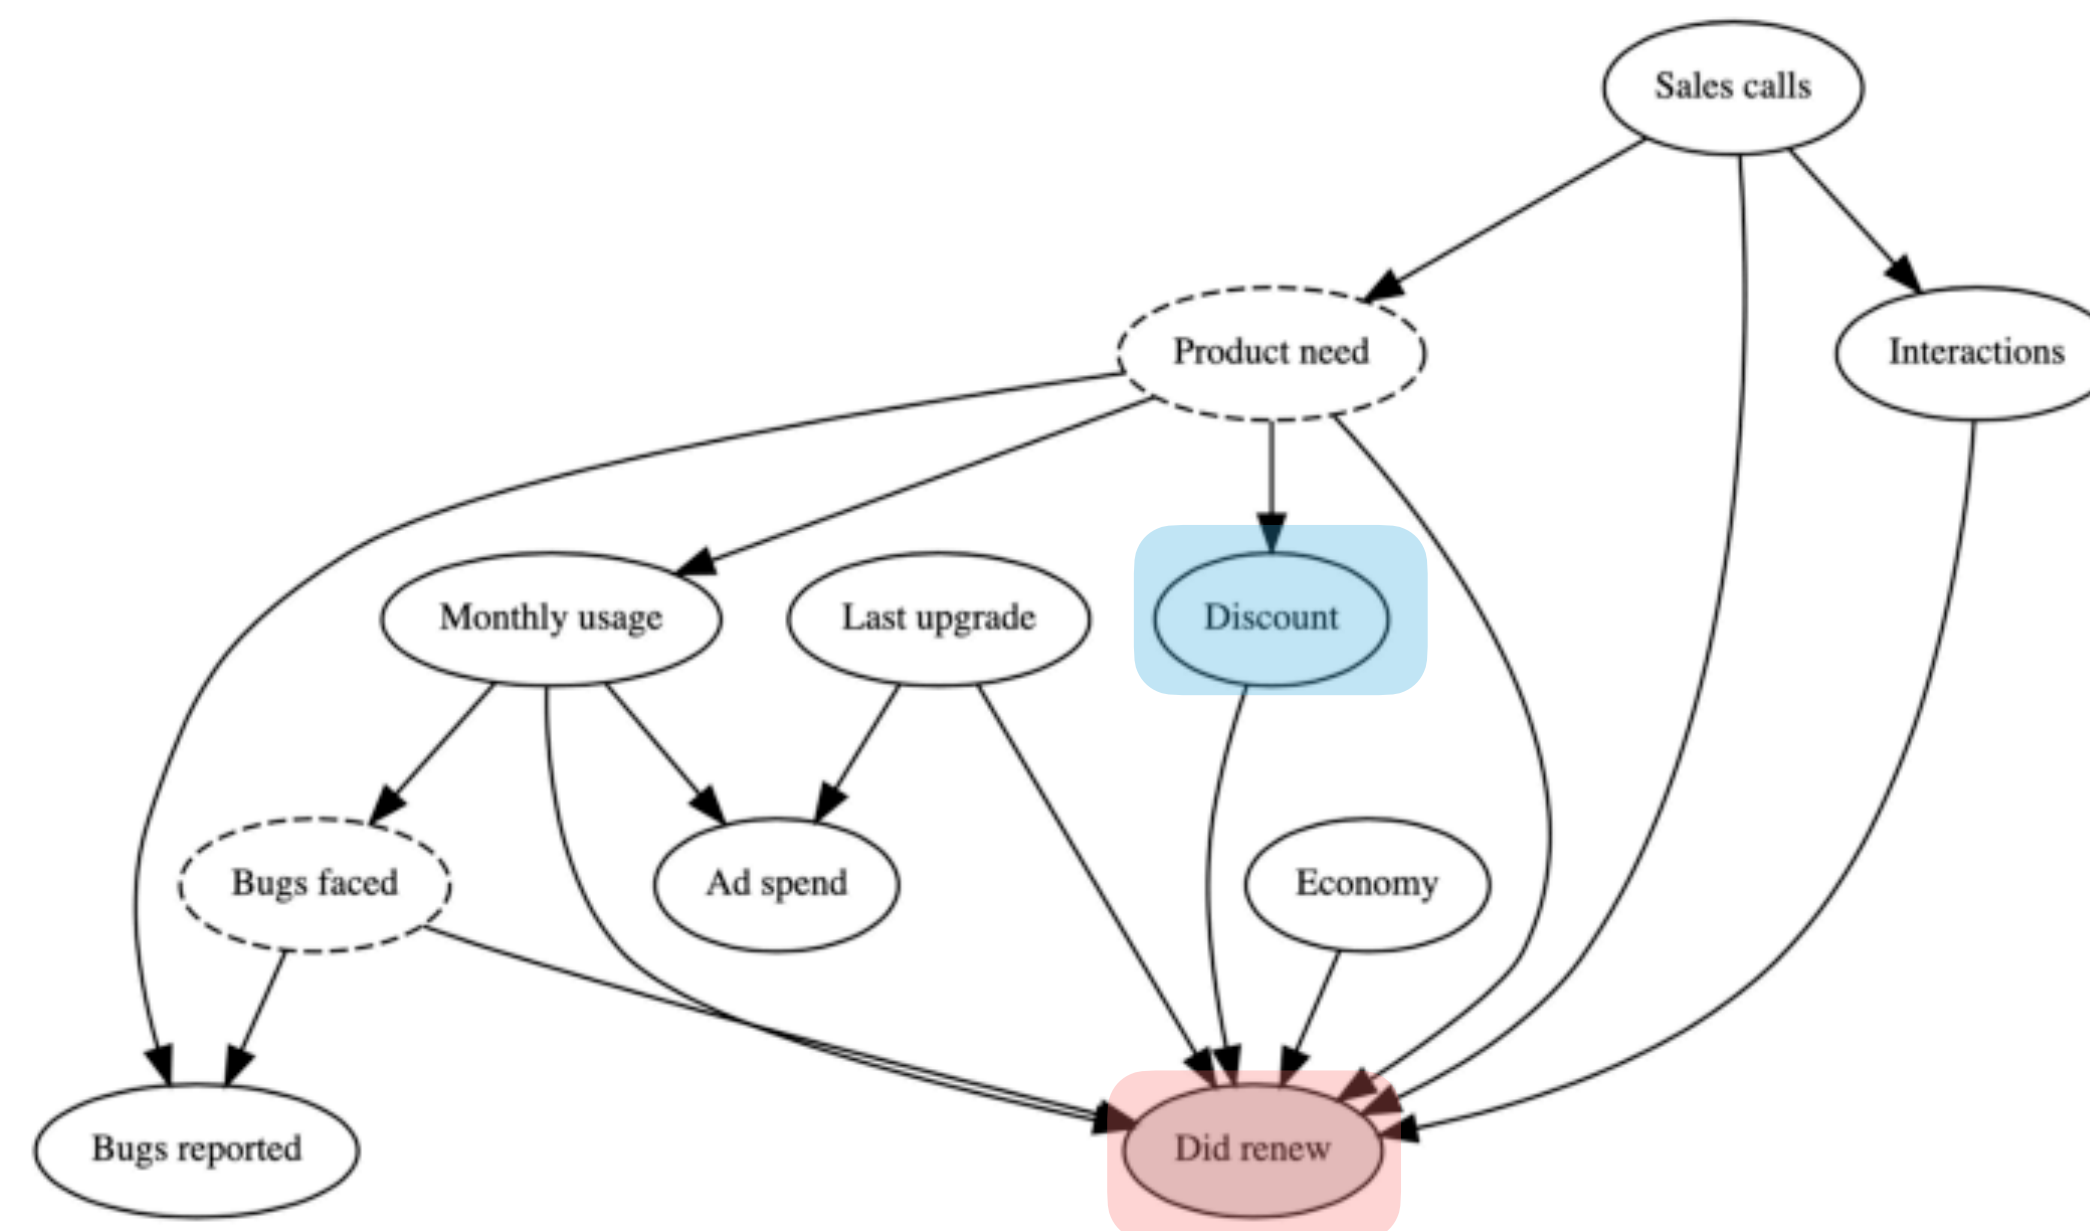 Sales calls
Product need
Interactions
Monthly usage
Last upgrade
Discount
Bugs faced
Ad spend
Economy
Bugs reported
Did renew